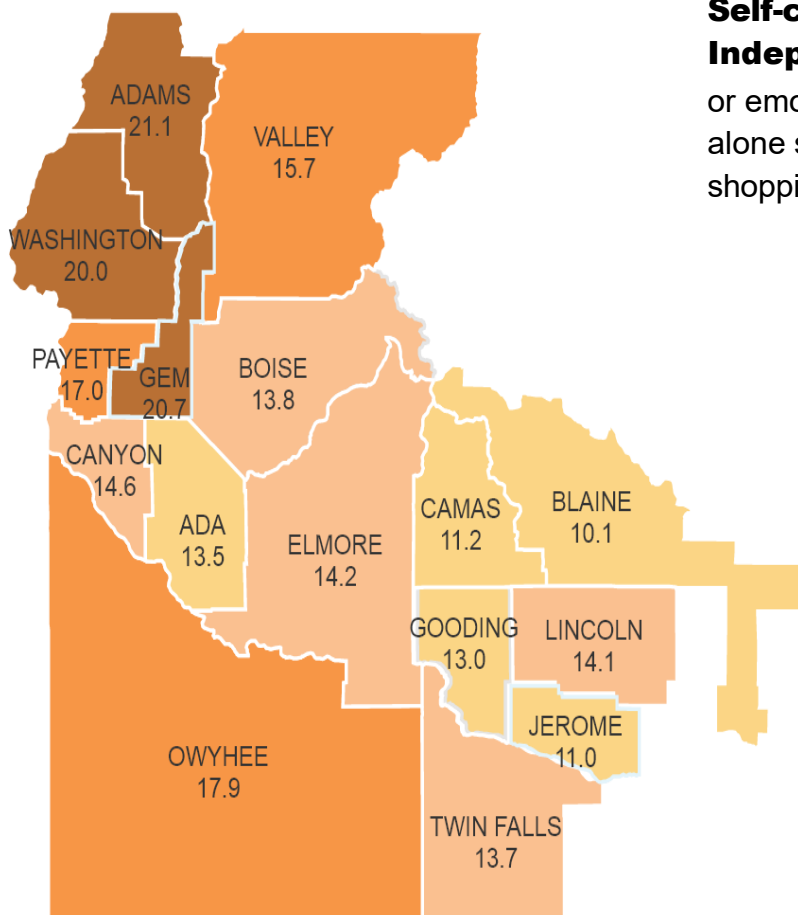 Self-c
Indep
or emo
alone s
shoppi
ADAMS
21.1
VALLEY
15.7
WASHINGTON
20.0
PAYETTE
17.0
GEM
20.7
BOISE
13.8
CANYON
14.6
ADA
13.5
ELMORE
14.2
CAMAS
11.2
BLAINE
10.1
GOODING
13.0
LINCOLN
14.1
JEROME
11.0
OWYHEE
17.9
TWIN FALLS
13.7